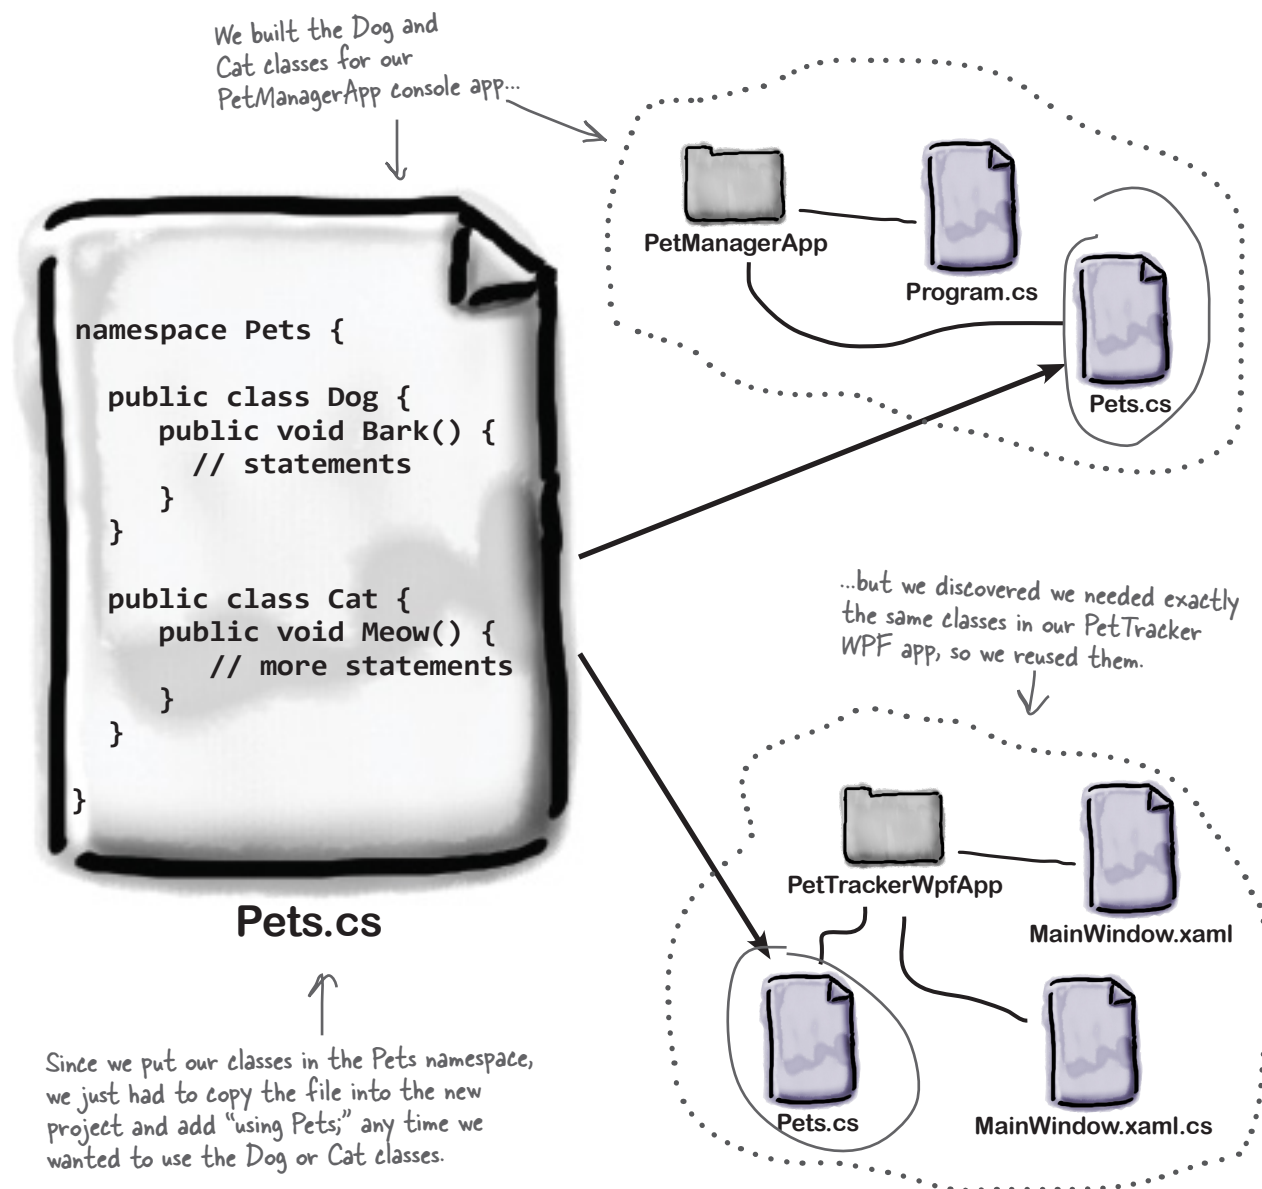 We built the Dog and
Cat classes for our
PetManagerApp console app...
PetManagerApp
Program.cs
Pets.cs
namespace Pets {
public class Dog {
public void Bark() {
// statements
}
}
public class Cat {
public void Meow() {
// more statements
}
}
}
Pets.cs
...but we discovered we needed exactly
the same classes in our PetTracker
WPF app, so we reused them.
PetTrackerWpfApp
MainWindow.xaml
Pets.cs
MainWindow.xaml.cs
Since we put our classes in the Pets namespace,
we just had to copy the file into the new
project and add “using Pets;” any time we
wanted to use the Dog or Cat classes.